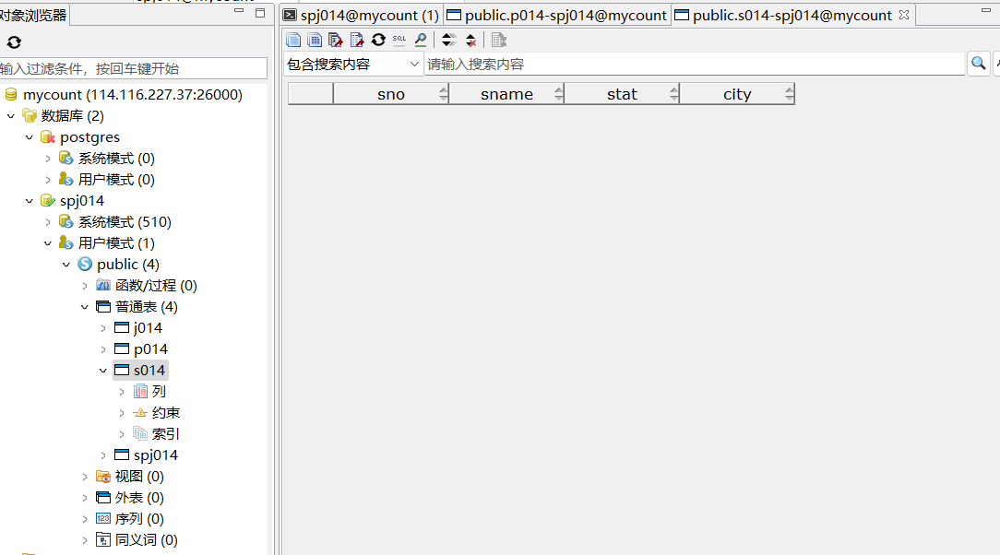 对象浏览器
输入过滤条件，按回车键开始
mycount (114.116.227.37:26000)
数据库 (2)
postgres
系统模式 (0)
用户模式 (0)
spj014
系统模式 (510)
用户模式 (1)
public (4)
函数/过程 (0)
普通表 (4)
j014
p014
s014
列
约束
索引
spj014
视图 (0)
外表 (0)
序列 (0)
同义词 (0)
spj014@mycount (1)
public.p014-spj014@mycount
public.s014-spj014@mycount
SQL
包含搜索内容
请输入搜索内容
sno sname stat city